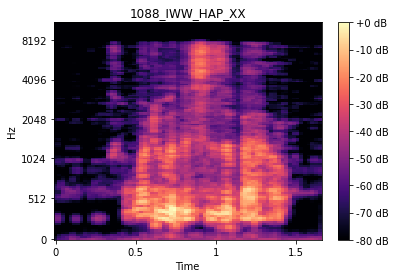 1088_IWW_HAP_XX
+0 dB
8192
-10 dB
4096
-20 dB
-30 dB
2048
Hz
-40 dB
1024
-50 dB
512
-60 dB
-70 dB
0
-80 dB
0 0.5 1 1.5
Time